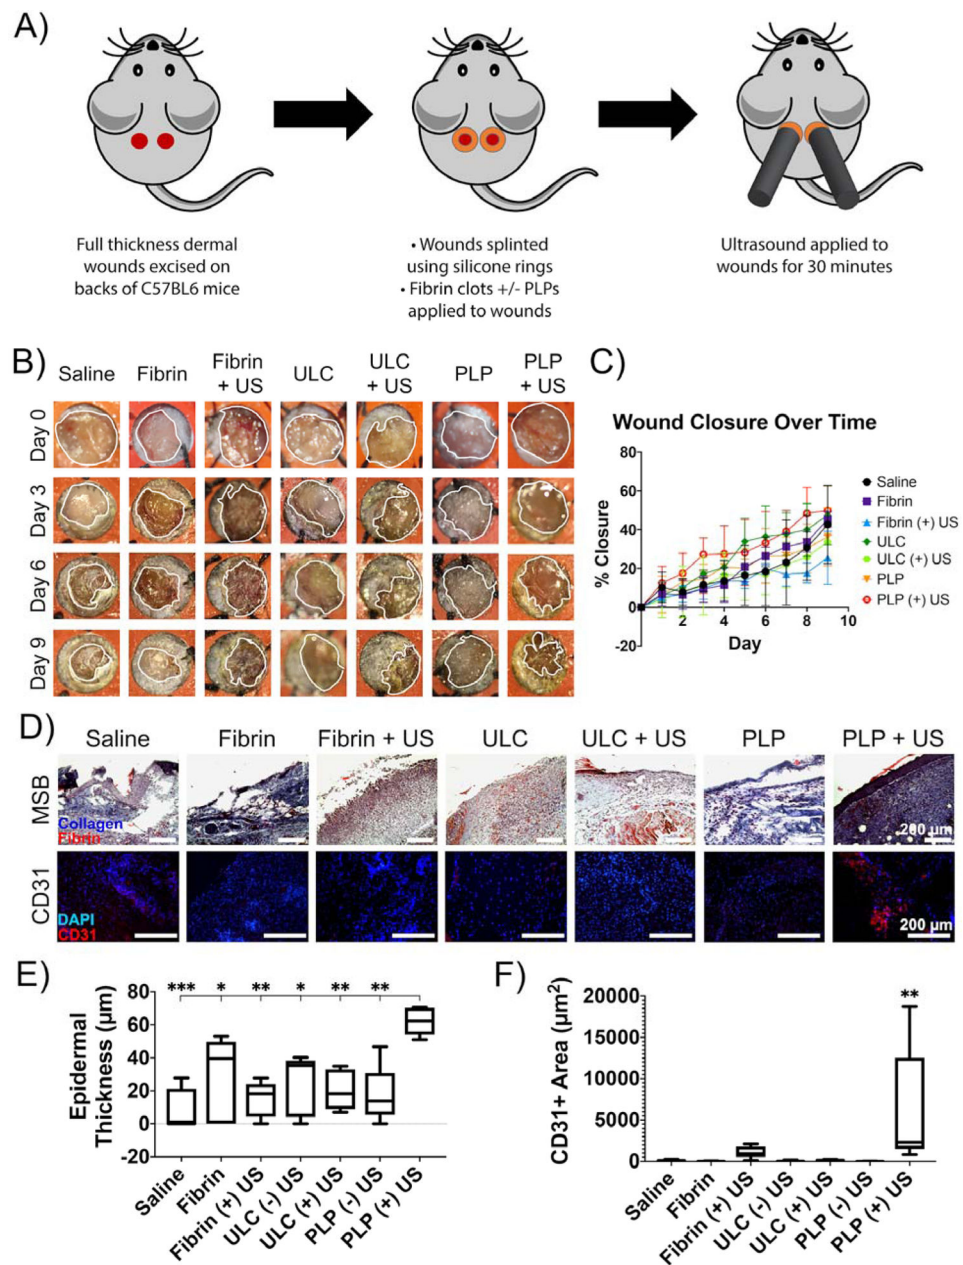 A)
Full thickness dermal
wounds excised on
backs of C57BL6 mice
• Wounds splinted
using silicone rings
• Fibrin clots +/- PLPs
applied to wounds
Ultrasound applied to
wounds for 30 minutes
B)
Saline
Fibrin
Fibrin
+ US
ULC
ULC
+ US
PLP
PLP
+ US
Day 0
Day 3
Day 6
Day 9
C)
Wound Closure Over Time
% Closure
80
60
40
20
0
-20
2
4
6
8
10
Day
Saline
Fibrin
Fibrin (+) US
ULC
ULC (+) US
PLP
PLP (+) US
D)
Saline
Fibrin
Fibrin + US
ULC
ULC + US
PLP
PLP + US
MSB
Collagen
Fibrin
200 µm
CD31
DAPI
CD31
200 µm
E)
Epidermal
Thickness (µm)
80
60
40
20
0
-20
***
*
**
*
**
**
Saline
Fibrin
Fibrin (+) US
ULC (-) US
ULC (+) US
PLP (-) US
PLP (+) US
F)
CD31+ Area (µm²)
20000
15000
10000
5000
0
**
Saline
Fibrin
Fibrin (+) US
ULC (-) US
ULC (+) US
PLP (-) US
PLP (+) US